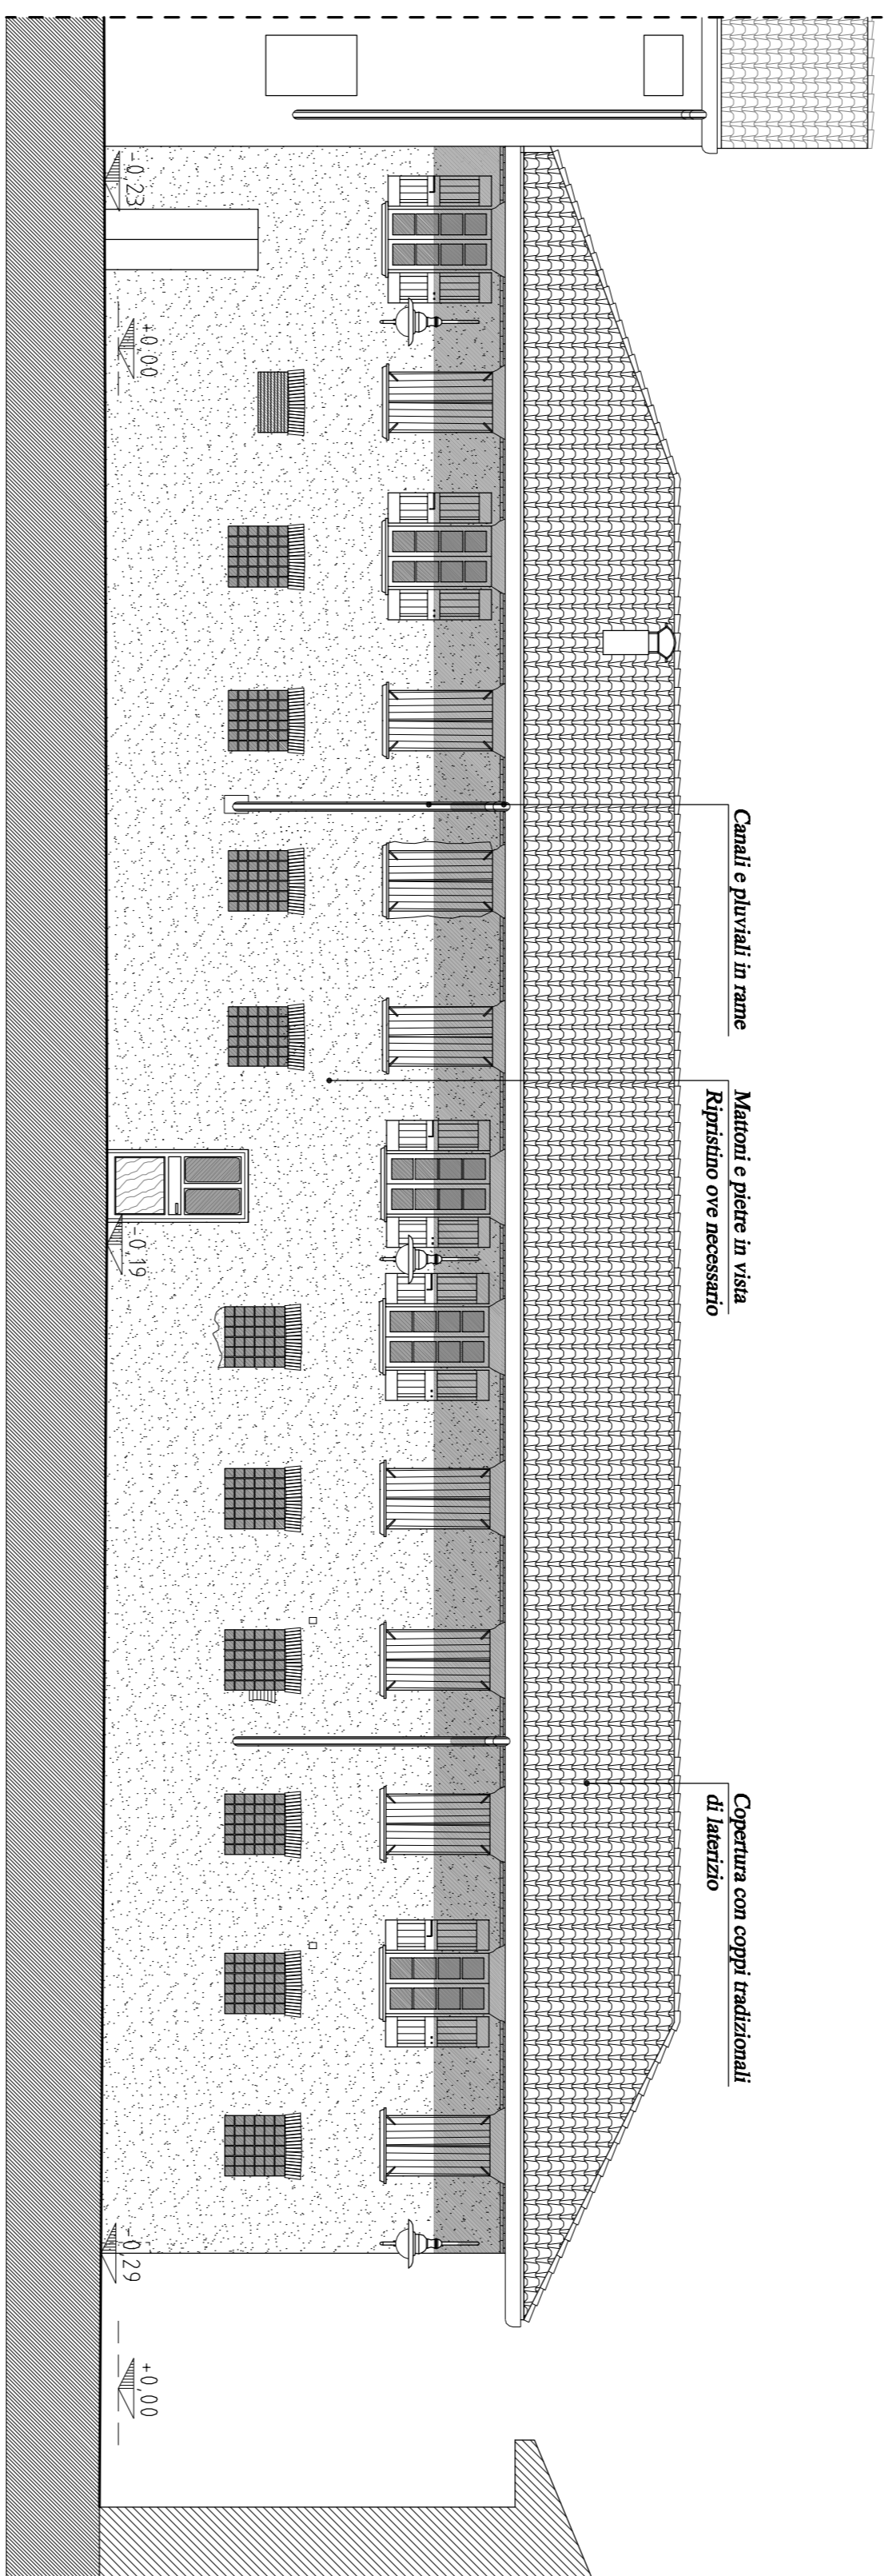 Canali e pluviali in rame
Mattoni e pietre in vista
Ripristino ove necessario
Copertura con coppi tradizionali
di laterizio
-0,23
+0,00
-0,19
-0,29
+0,00